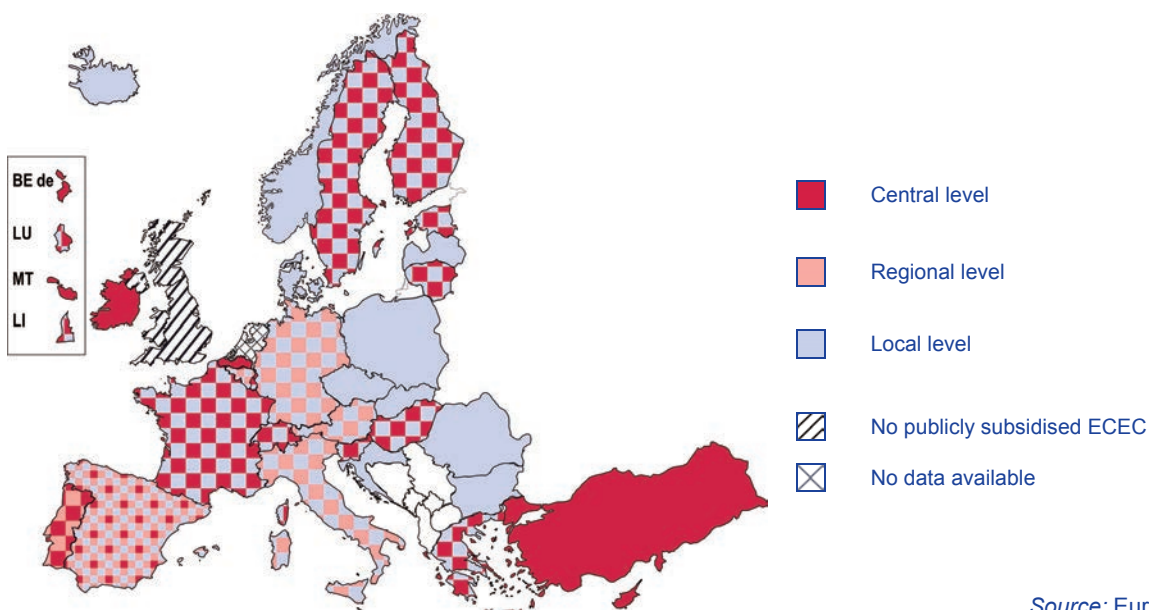 BE de
LU
MT
LI
Central level
Regional level
Local level
No publicly subsidised ECEC
No data available
Source: Eur